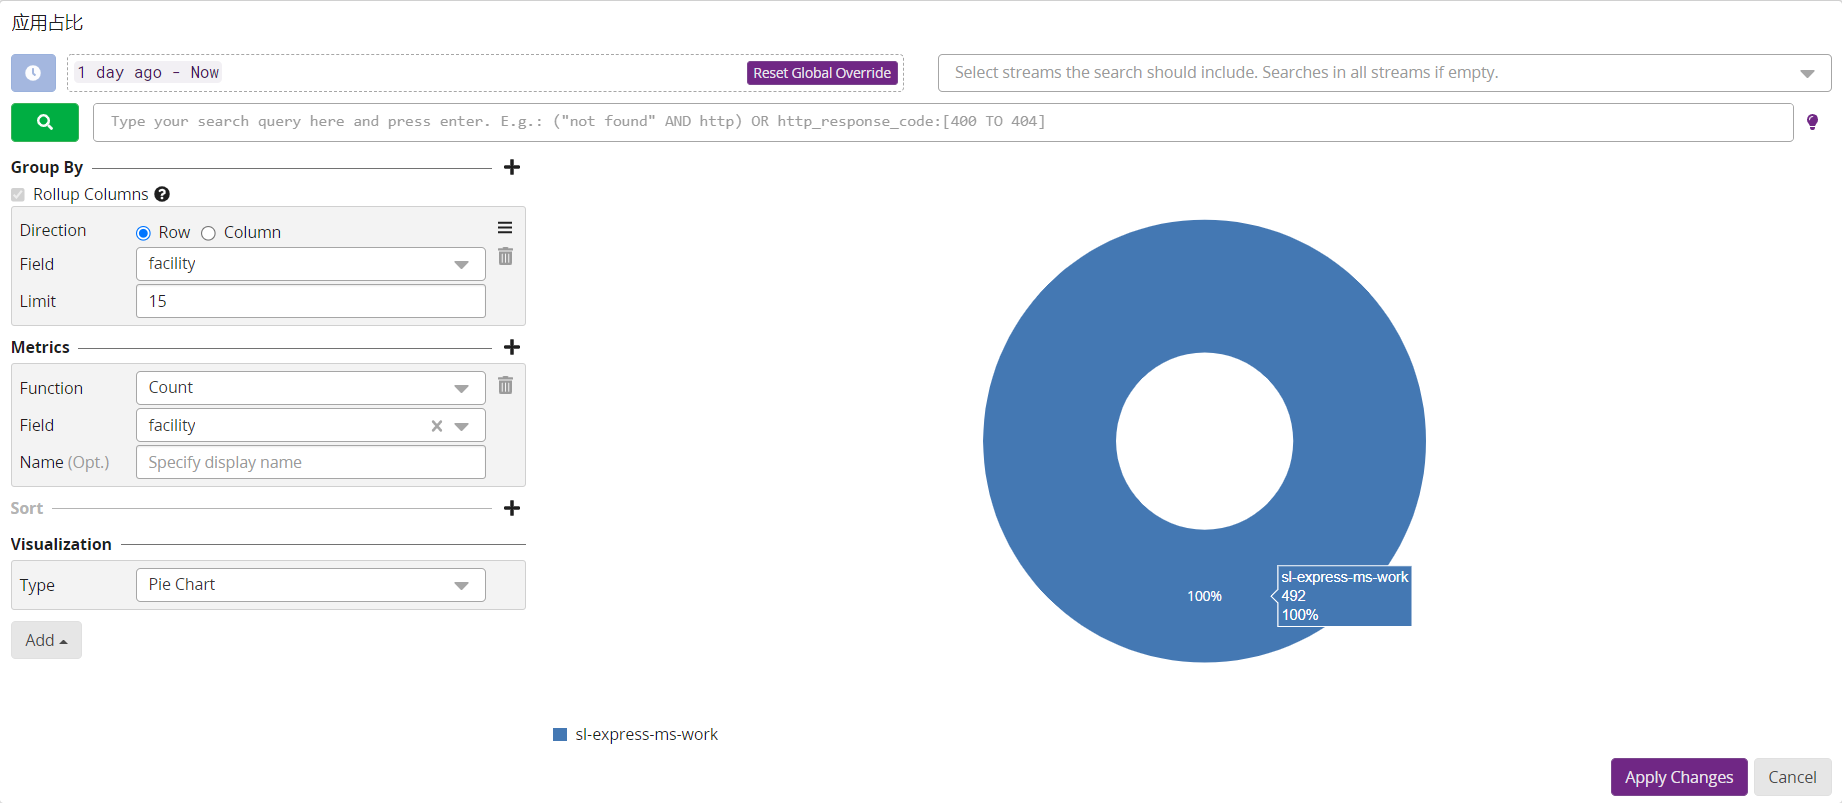 应用占比
1 day ago - Now
Reset Global Override
Select streams the search should include. Searches in all streams if empty.
Type your search query here and press enter. E.g.: ("not found" AND http) OR http_response_code:[400 TO 404]
Group By
Rollup Columns
Direction
Row
Column
Field
facility
Limit
15
Metrics
Function
Count
Field
facility
Name (Opt.)
Specify display name
Sort
Visualization
Type
Pie Chart
Add
100%
sl-express-ms-work
492
100%
sl-express-ms-work
Apply Changes
Cancel